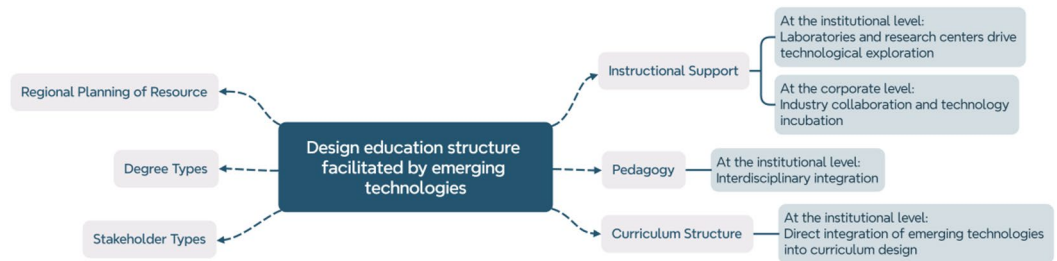 Regional Planning of Resource
Degree Types
Stakeholder Types
Design education structure
facilitated by emerging
technologies
Instructional Support
At the institutional level:
Laboratories and research centers drive
technological exploration
At the corporate level:
Industry collaboration and technology
incubation
Pedagogy
At the institutional level:
Interdisciplinary integration
Curriculum Structure
At the institutional level:
Direct integration of emerging technologies
into curriculum design